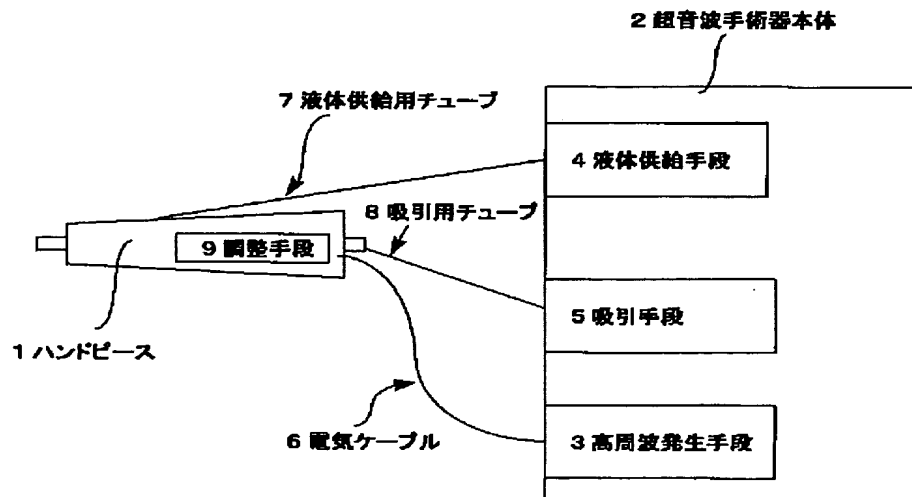 2 超音波手術器本体
7 液体供給用チューブ
4 液体供給手段
8 吸引用チューブ
9 調整手段
5 吸引手段
1 ハンドピース
6 電気ケーブル
3 高周波発生手段